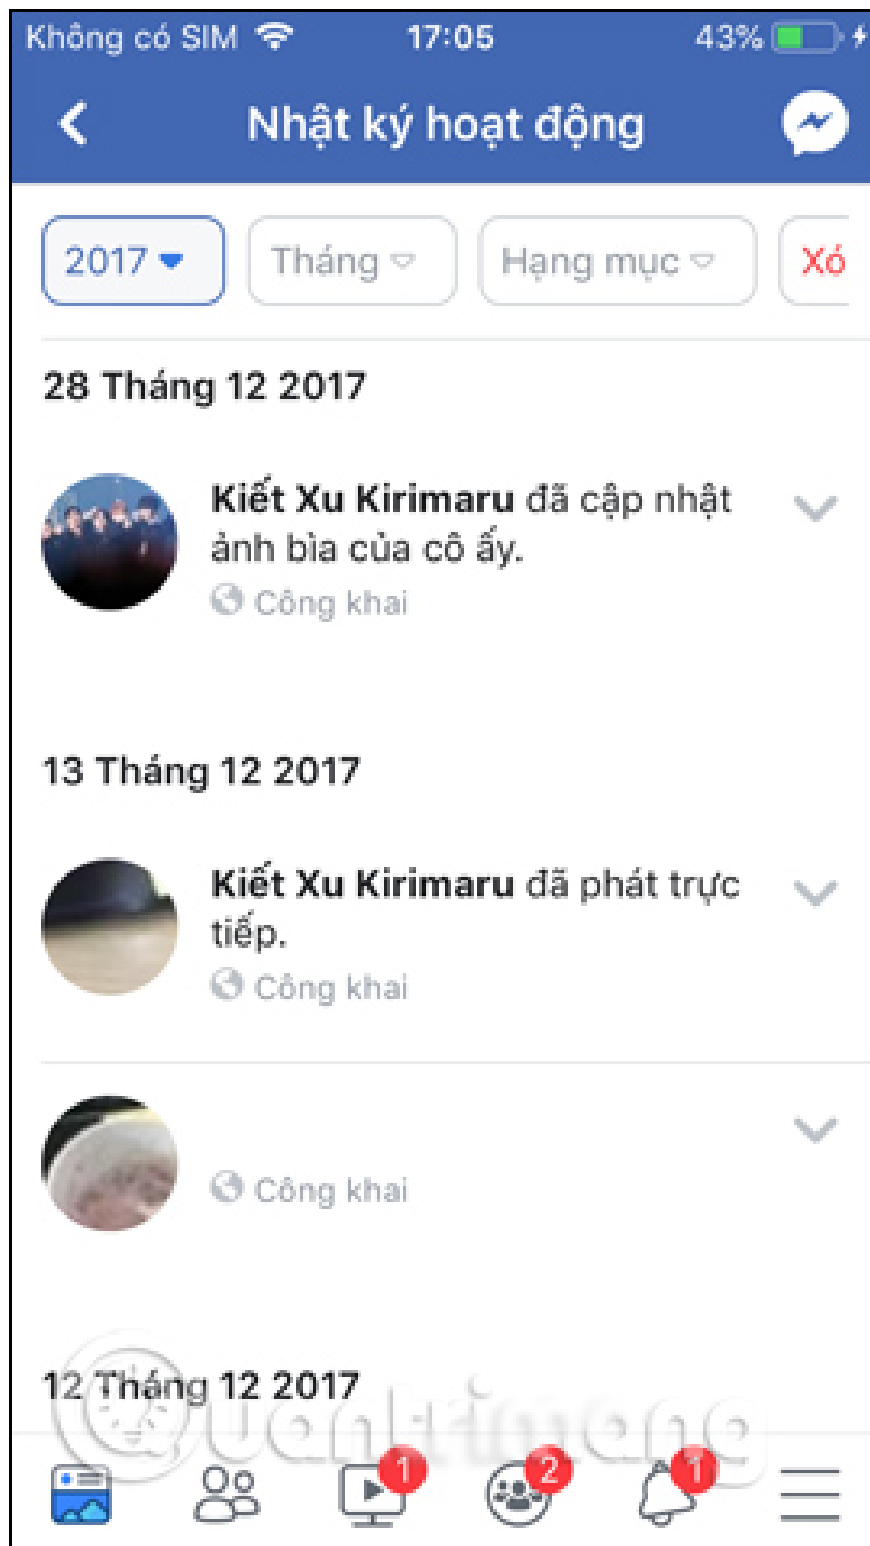 Không có SIM 17:05 43%
Nhật ký hoạt động
2017 Tháng Hạng mục Xó
28 Tháng 12 2017
Kiết Xu Kirimaru đã cập nhật
ảnh bìa của cô ấy.
Công khai
13 Tháng 12 2017
Kiết Xu Kirimaru đã phát trực
tiếp.
Công khai
Công khai
12 Tháng 12 2017
Quantrimang
1 2 1